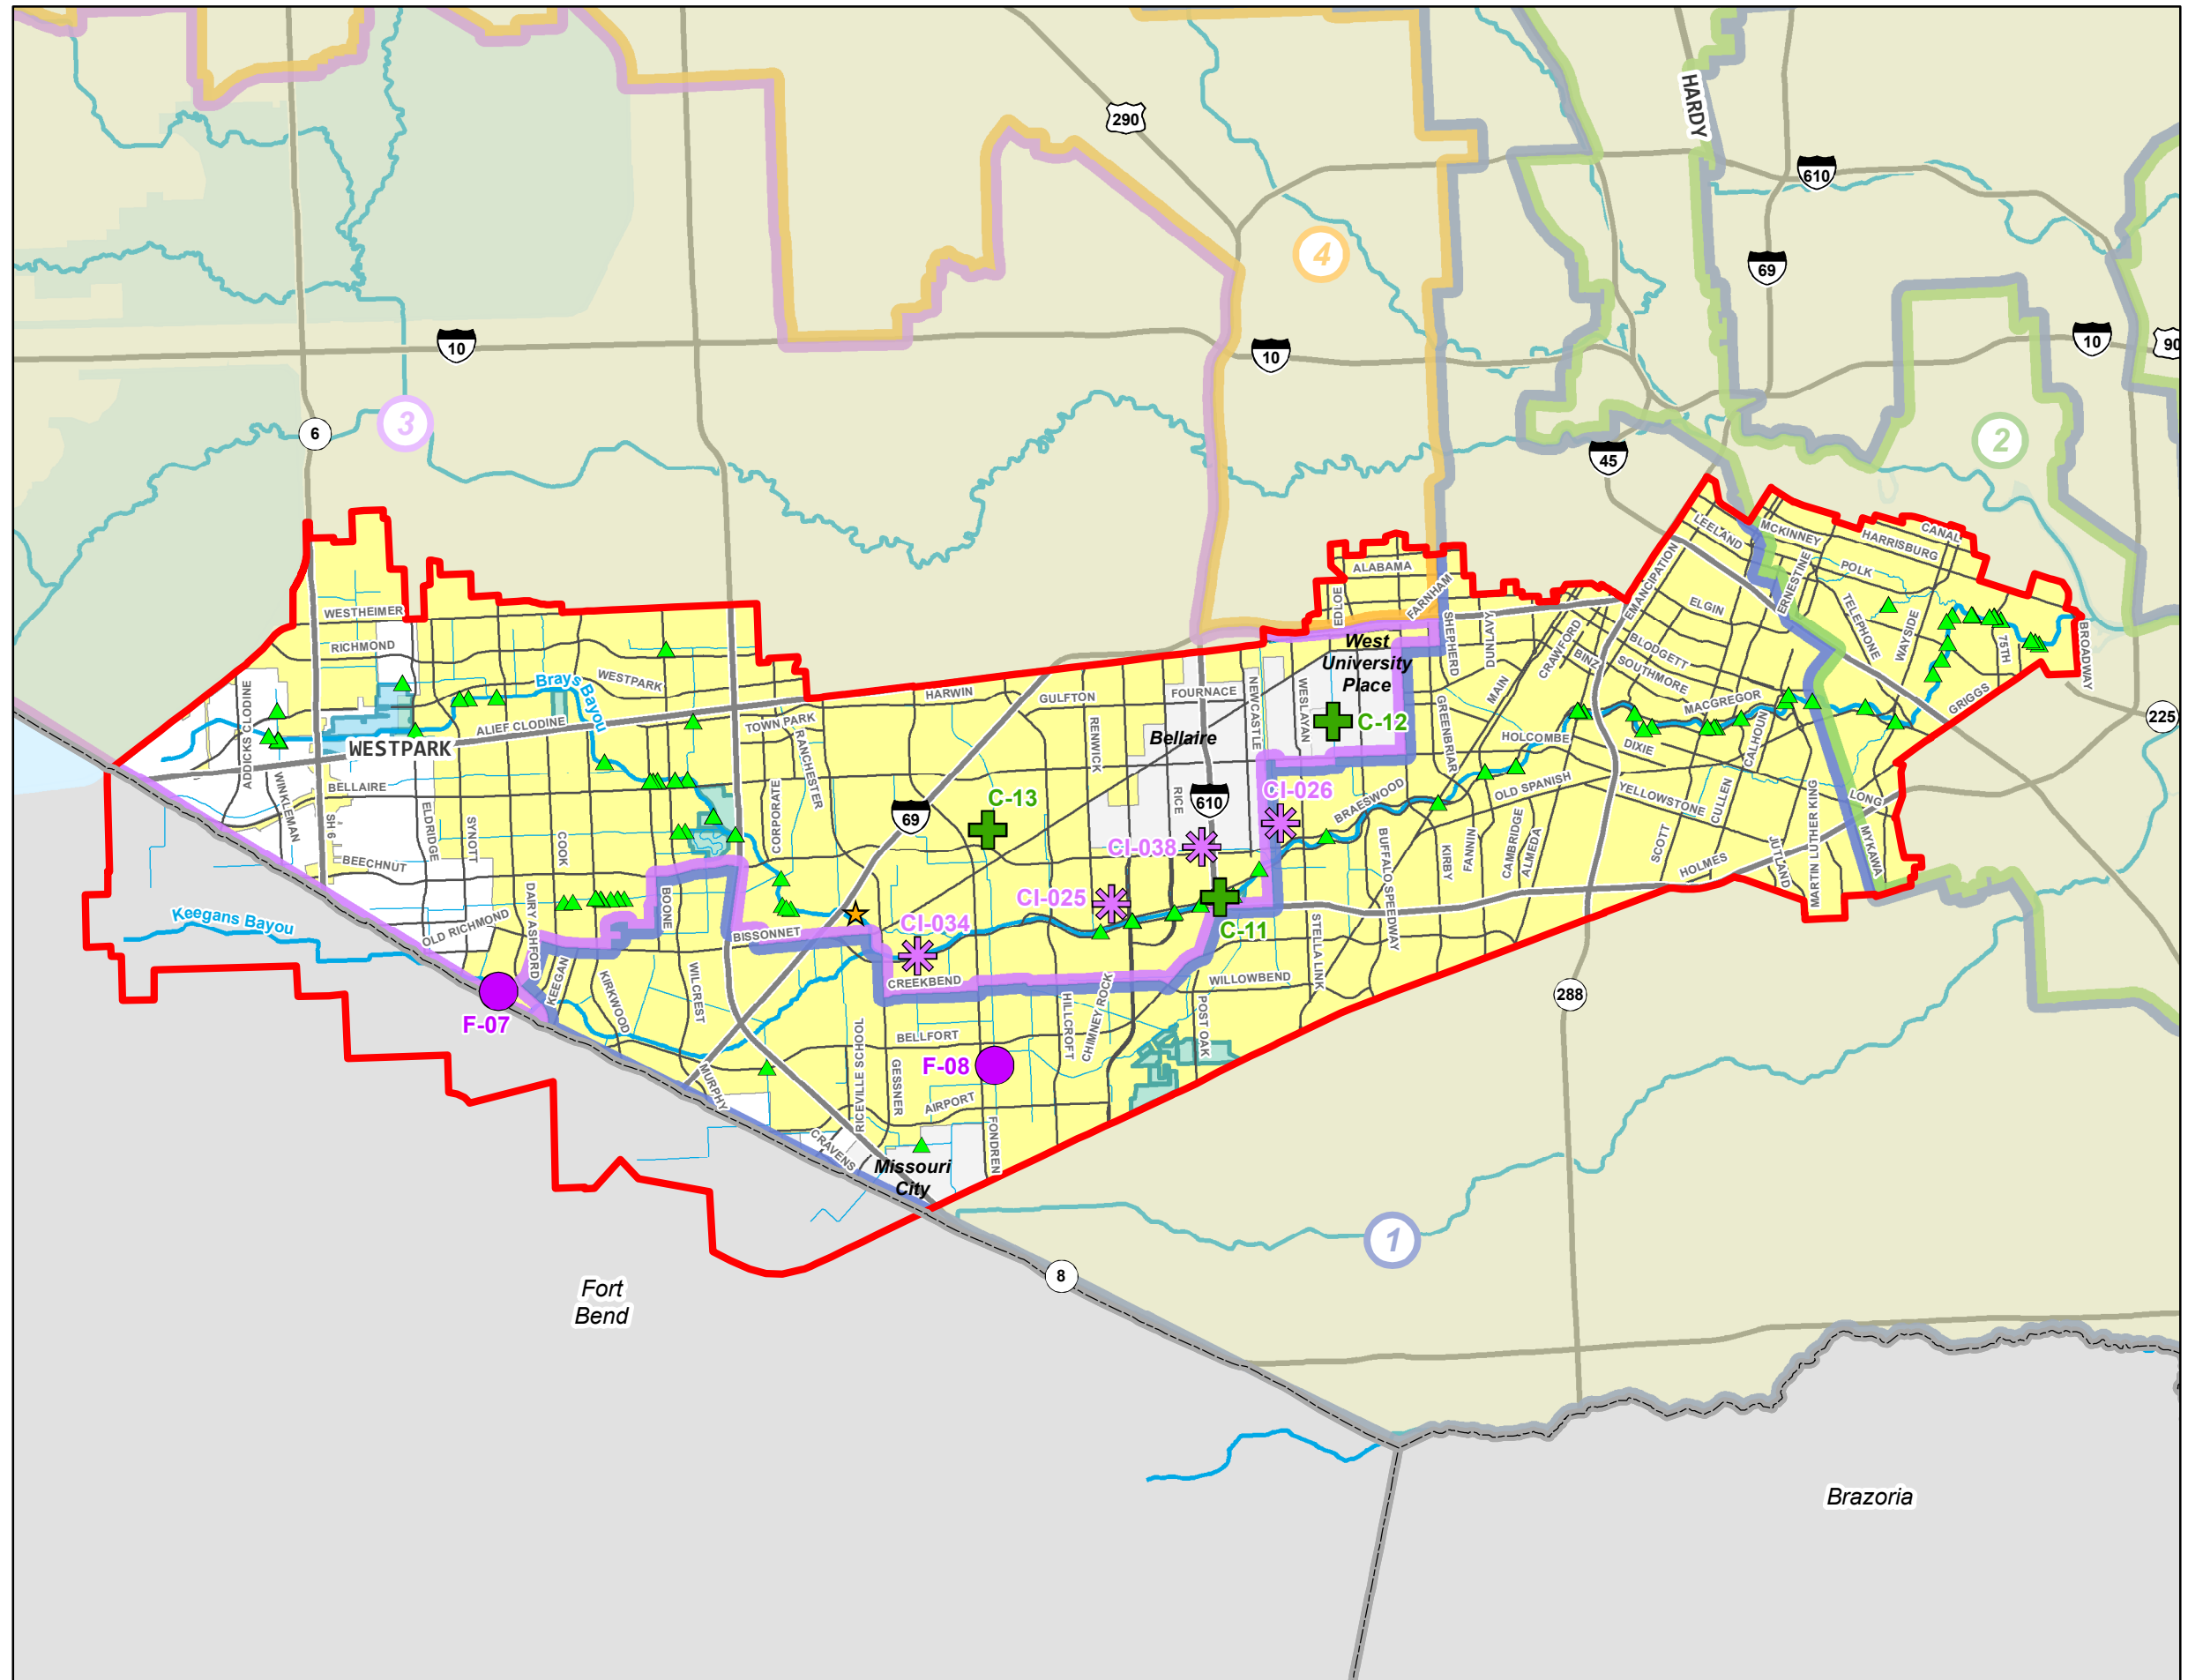 HARDY
290
610
4
69
10
10
10
90
3
6
2
45
LEELAND
MCKINNEY
CANAL
HARRISBURG
ALABAMA
POLK
EMANCIPATION
ERNESTINE
EDLOE
FARNHAM
WESTHEIMER
ELGIN
TELEPHONE
WAYSIDE
SHEPHERD
DUNLAVY
75TH
BROADWAY
RICHMOND
West
University
Place
CRAWFORD
BINZ
BLODGETT
SOUTHMORE
Brays Bayou
WESTPARK
ADDICKS CLODINE
HARWIN
GULFTON
FOURNACE
NEWCASTLE
WESLAYAN
MAIN
MACGREGOR
GRIGGS
225
ALIEF CLODINE
TOWN PARK
RENWICK
C-12
GREENBRIAR
CALHOUN
WESTPARK
RANCHESTER
Bellaire
HOLCOMBE
DIXIE
BELLAIRE
WINKLEMAN
C-13
RICE
610
CI-026
BRAESWOOD
OLD SPANISH
YELLOWSTONE
CULLEN
LONG
SH 6
ELDRIDGE
SYNOTT
COOK
CORPORATE
69
CI-038
BUFFALO SPEEDWAY
KIRBY
FANNIN
CAMBRIDGE
ALMEDA
SCOTT
JUTLAND
MARTIN LUTHER KING
MYKAWA
BEECHNUT
HOLMES
DAIRY ASHFORD
BOONE
CI-025
Keegans Bayou
OLD RICHMOND
BISSONNET
CI-034
C-11
STELLA LINK
KEEGAN
KIRKWOOD
WILCREST
CREEKBEND
WILLOWBEND
288
F-07
HILLCROFT
CHIMNEY ROCK
POST OAK
RICEVILLE SCHOOL
BELLFORT
F-08
GESSNER
MURPHY
AIRPORT
FONDREN
CRAVENS
Missouri
City
1
8
Fort
Bend
Brazoria